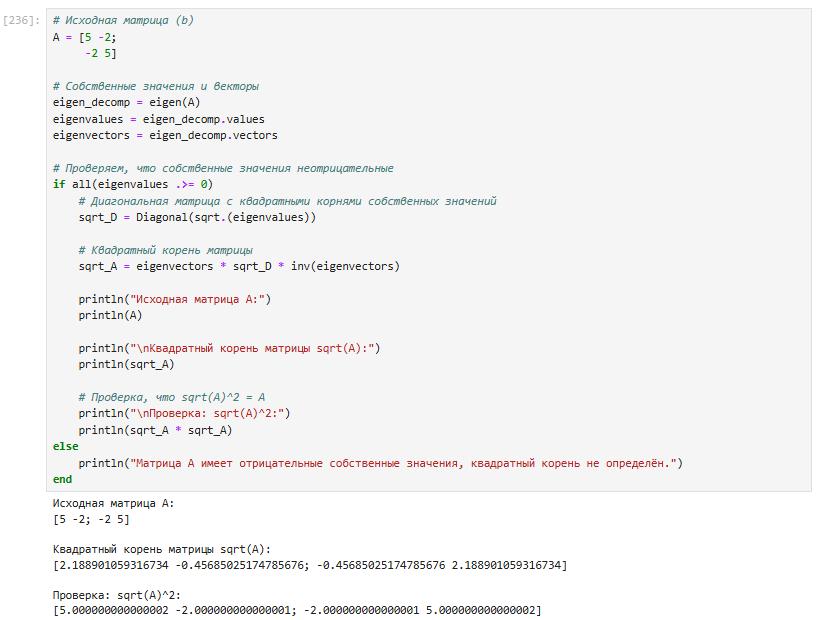 [236]: # Исходная матрица (b)
A = [5 -2;
     -2 5]
# Собственные значения и векторы
eigen_decomp = eigen(A)
eigenvalues = eigen_decomp.values
eigenvectors = eigen_decomp.vectors
# Проверяем, что собственные значения неотрицательные
if all(eigenvalues .>= 0)
    # Диагональная матрица с квадратными корнями собственных значений
    sqrt_D = Diagonal(sqrt.(eigenvalues))
    # Квадратный корень матрицы
    sqrt_A = eigenvectors * sqrt_D * inv(eigenvectors)
    println("Исходная матрица A:")
    println(A)
    println("\nКвадратный корень матрицы sqrt(A):")
    println(sqrt_A)
    # Проверка, что sqrt(A)^2 = A
    println("\nПроверка: sqrt(A)^2:")
    println(sqrt_A * sqrt_A)
else
    println("Матрица A имеет отрицательные собственные значения, квадратный корень не определён.")
end
Исходная матрица A:
[5 -2; -2 5]
Квадратный корень матрицы sqrt(A):
[2.188901059316734 -0.45685025174785676; -0.45685025174785676 2.188901059316734]
Проверка: sqrt(A)^2:
[5.000000000000002 -2.000000000000001; -2.000000000000001 5.000000000000002]